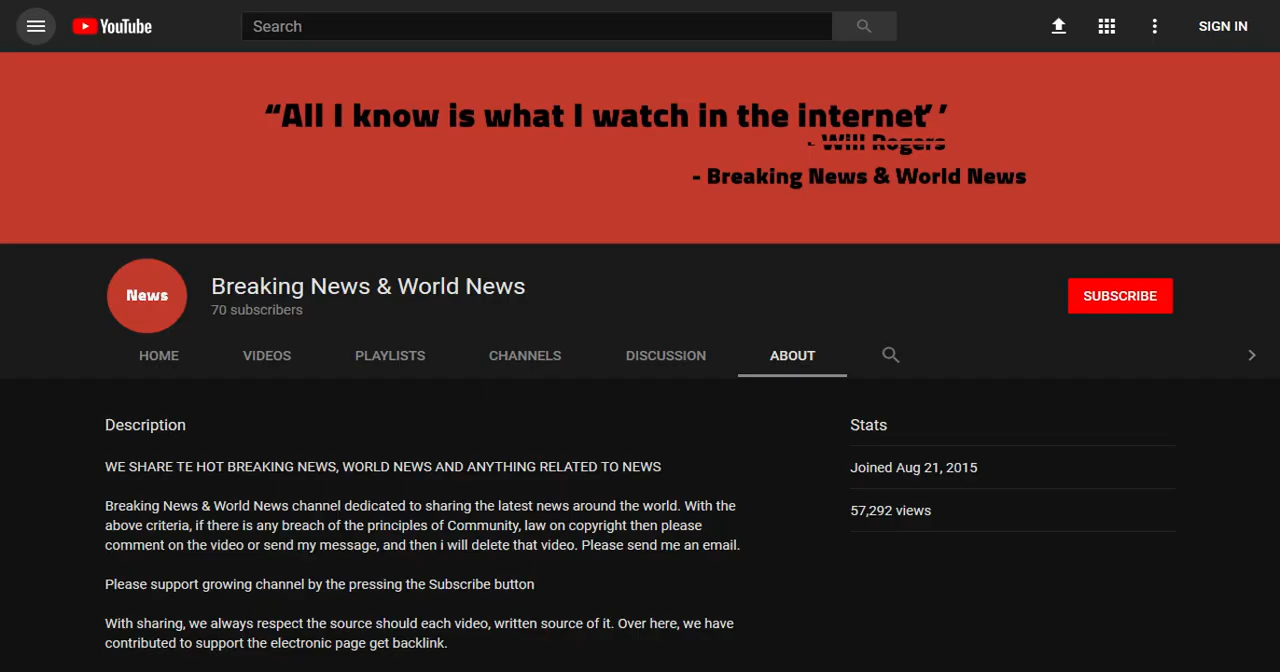 YouTube
Search
SIGN IN
“All I know is what I watch in the internet’’
- Will Rogers
- Breaking News & World News
News
Breaking News & World News
70 subscribers
SUBSCRIBE
HOME VIDEOS PLAYLISTS CHANNELS DISCUSSION ABOUT
Description
WE SHARE TE HOT BREAKING NEWS, WORLD NEWS AND ANYTHING RELATED TO NEWS
Breaking News & World News channel dedicated to sharing the latest news around the world. With the
above criteria, if there is any breach of the principles of Community, law on copyright then please
comment on the video or send my message, and then i will delete that video. Please send me an email.
Please support growing channel by the pressing the Subscribe button
With sharing, we always respect the source should each video, written source of it. Over here, we have
contributed to support the electronic page get backlink.
Stats
Joined Aug 21, 2015
57,292 views